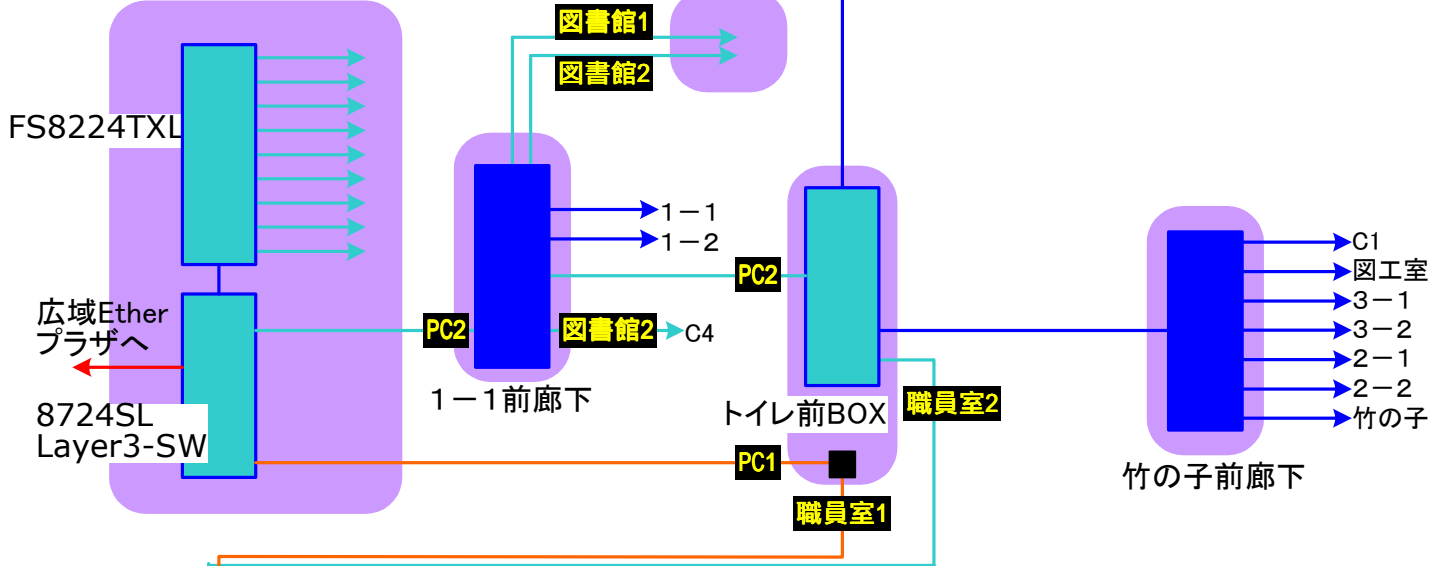 図書館1
図書館2
FS8224TXL
1－1
1－2
PC2
広域Ether
プラザへ
PC2
図書館2
C4
8724SL
Layer3-SW
1－1前廊下
トイレ前BOX
職員室2
PC1
職員室1
C1
図工室
3－1
3－2
2－1
2－2
竹の子
竹の子前廊下